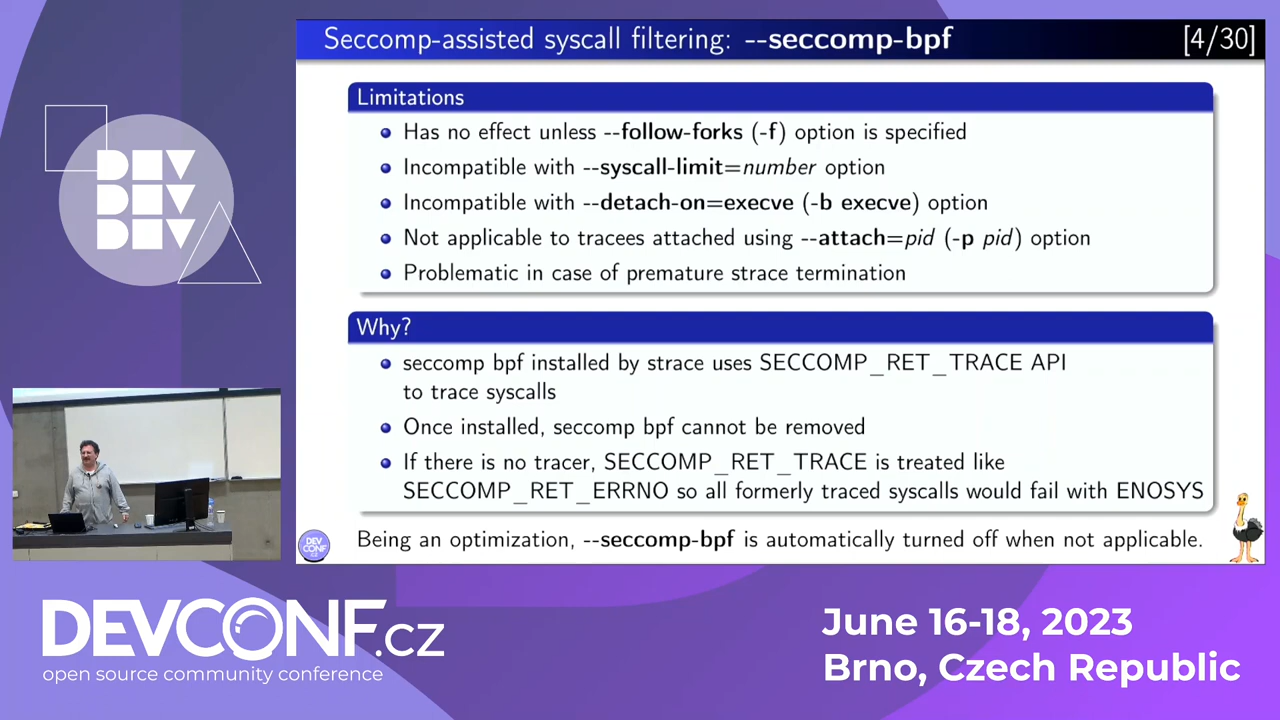 Seccomp-assisted syscall filtering: --seccomp-bpf
[4/30]
Limitations
Has no effect unless --follow-forks (-f) option is specified
Incompatible with --syscall-limit=number option
Incompatible with --detach-on=execve (-b execve) option
Not applicable to tracees attached using --attach=pid (-p pid) option
Problematic in case of premature strace termination
Why?
seccomp bpf installed by strace uses SECCOMP_RET_TRACE API
to trace syscalls
Once installed, seccomp bpf cannot be removed
If there is no tracer, SECCOMP_RET_TRACE is treated like
SECCOMP_RET_ERRNO so all formerly traced syscalls would fail with ENOSYS
Being an optimization, --seccomp-bpf is automatically turned off when not applicable.
DEV
CONF
.cz
DEV
DEV
DEV
DEVCONF.cz
open source community conference
June 16-18, 2023
Brno, Czech Republic